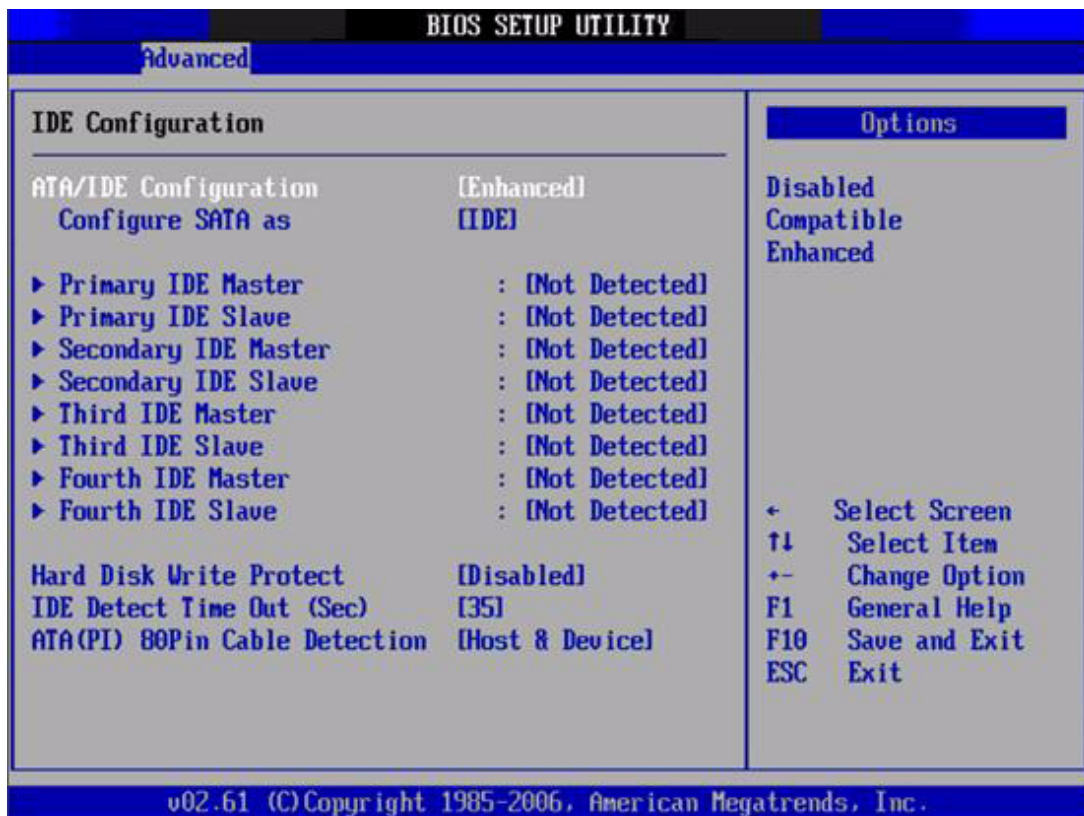 BIOS SETUP UTILITY
Advanced
IDE Configuration
ATA/IDE Configuration [Enhanced]
Configure SATA as [IDE]
▶ Primary IDE Master : [Not Detected]
▶ Primary IDE Slave : [Not Detected]
▶ Secondary IDE Master : [Not Detected]
▶ Secondary IDE Slave : [Not Detected]
▶ Third IDE Master : [Not Detected]
▶ Third IDE Slave : [Not Detected]
▶ Fourth IDE Master : [Not Detected]
▶ Fourth IDE Slave : [Not Detected]
Hard Disk Write Protect [Disabled]
IDE Detect Time Out (Sec) [35]
ATA(PI) 80Pin Cable Detection [Host & Device]
Options
Disabled
Compatible
Enhanced
← Select Screen
↑↓ Select Item
+- Change Option
F1 General Help
F10 Save and Exit
ESC Exit
v02.61 (C)Copyright 1985-2006, American Megatrends, Inc.